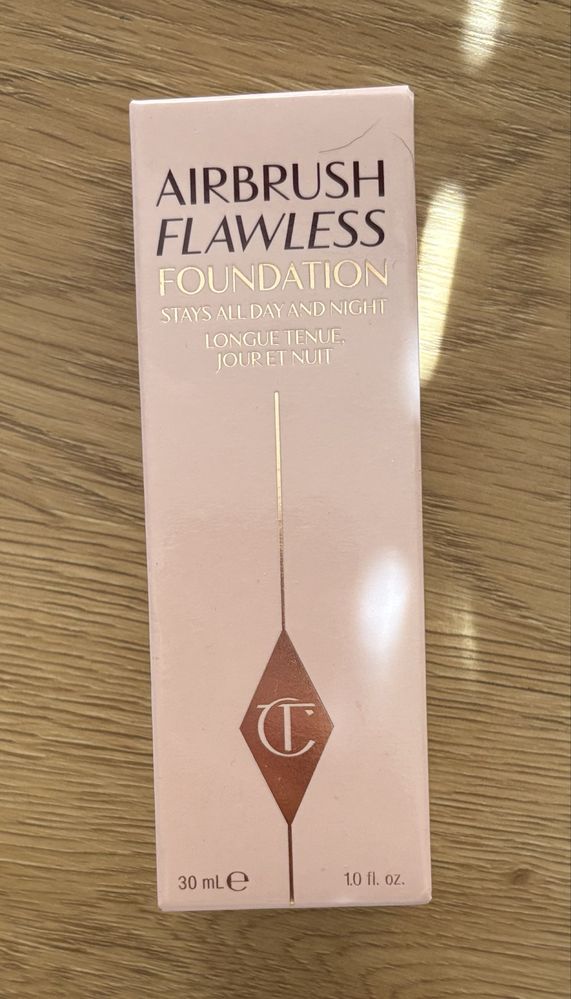 AIRBRUSH
FLAWLESS
FOUNDATION
STAYS ALL DAY AND NIGHT
LONGUE TENUE,
JOUR ET NUIT
CT
30 mL ℮
1.0 fl. oz.